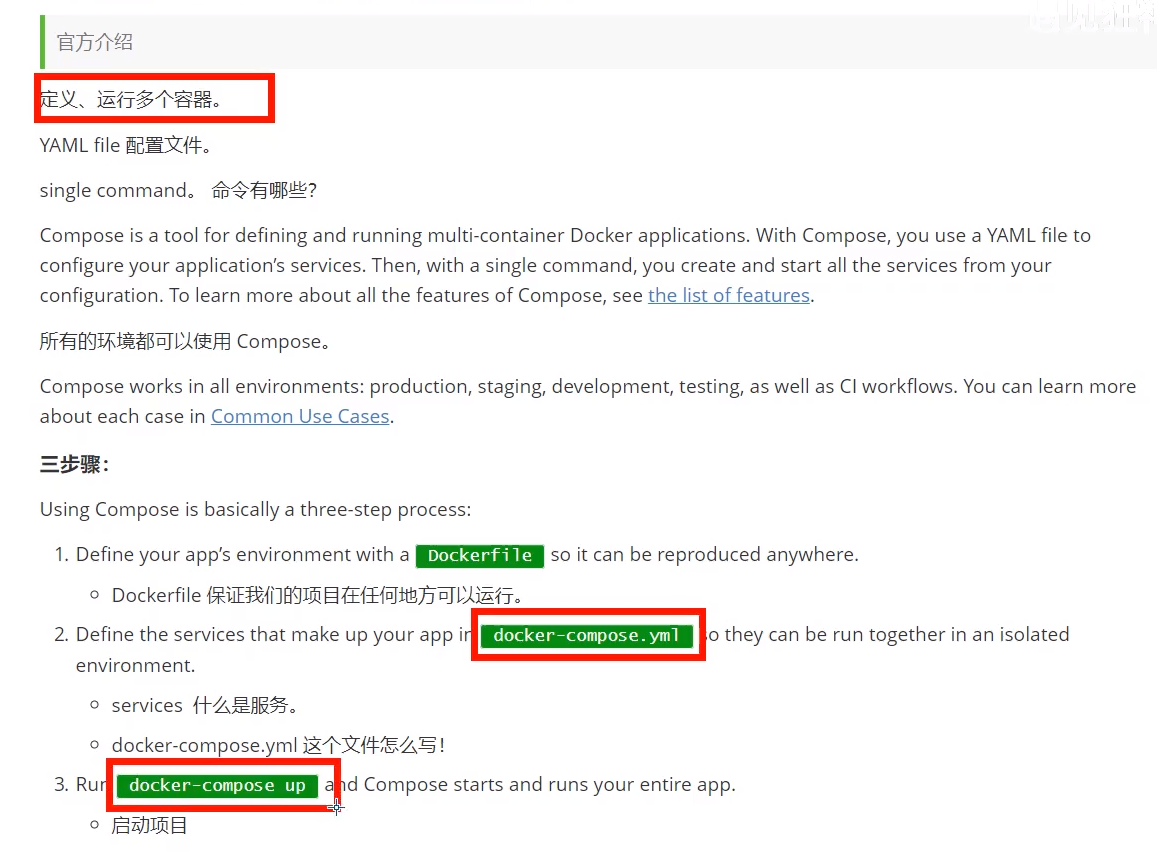 官方介绍
定义、运行多个容器。
YAML file 配置文件。
single command。 命令有哪些?
Compose is a tool for defining and running multi-container Docker applications. With Compose, you use a YAML file to
configure your application’s services. Then, with a single command, you create and start all the services from your
configuration. To learn more about all the features of Compose, see the list of features.
所有的环境都可以使用 Compose。
Compose works in all environments: production, staging, development, testing, as well as CI workflows. You can learn more
about each case in Common Use Cases.
三步骤：
Using Compose is basically a three-step process:
1. Define your app’s environment with a Dockerfile so it can be reproduced anywhere.
Dockerfile 保证我们的项目在任何地方可以运行。
2. Define the services that make up your app in docker-compose.yml so they can be run together in an isolated
environment.
services 什么是服务。
docker-compose.yml 这个文件怎么写！
3. Run docker-compose up and Compose starts and runs your entire app.
启动项目